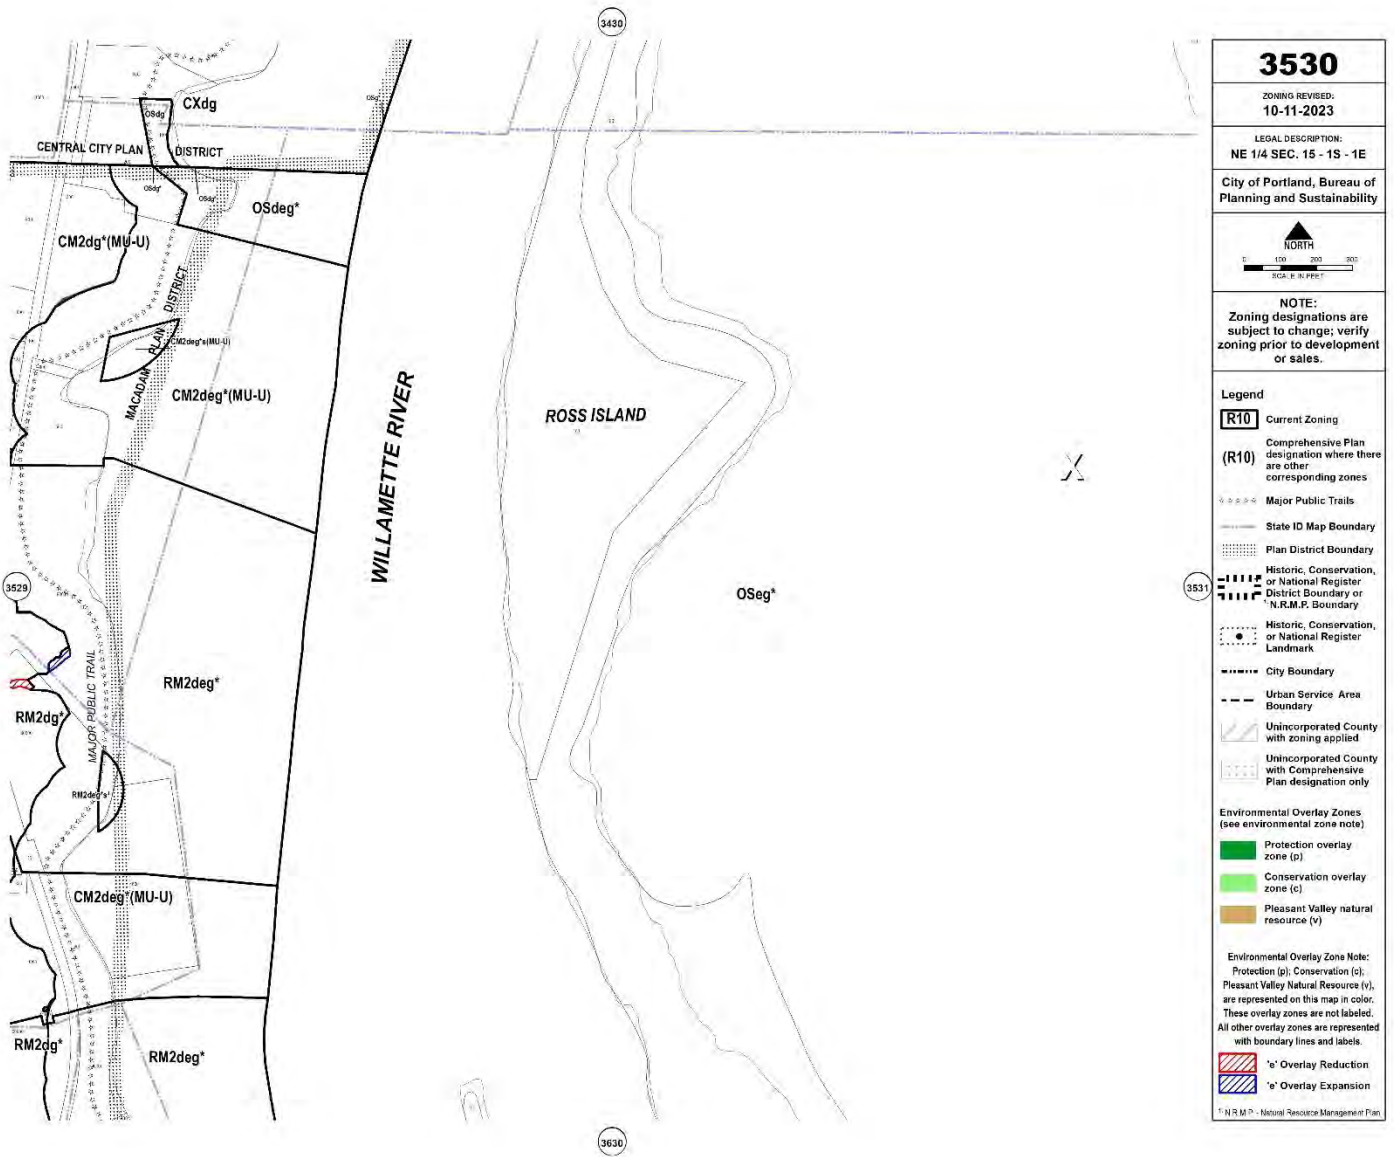 3430
3530
ZONING REVISED:
10-11-2023
LEGAL DESCRIPTION:
NE 1/4 SEC. 15 - 1S - 1E
City of Portland, Bureau of
Planning and Sustainability
NORTH
0 100 200 300
SCALE IN FEET
NOTE:
Zoning designations are
subject to change; verify
zoning prior to development
or sales.
Legend
R10 Current Zoning
(R10) Comprehensive Plan
designation where there
are other
corresponding zones
Major Public Trails
State ID Map Boundary
Plan District Boundary
Historic, Conservation,
or National Register
District Boundary or
N.R.M.P. Boundary
Historic, Conservation,
or National Register
Landmark
City Boundary
Urban Service Area
Boundary
Unincorporated County
with zoning applied
Unincorporated County
with Comprehensive
Plan designation only
Environmental Overlay Zones
(see environmental zone note)
Protection overlay
zone (p)
Conservation overlay
zone (c)
Pleasant Valley natural
resource (v)
Environmental Overlay Zone Note:
Protection (p); Conservation (c);
Pleasant Valley Natural Resource (v),
are represented on this map in color.
These overlay zones are not labeled.
All other overlay zones are represented
with boundary lines and labels.
'e' Overlay Reduction
'e' Overlay Expansion
N.R.M.P. - Natural Resource Management Plan
CXdg
OSdg
OSg*
CENTRAL CITY PLAN DISTRICT
OSdg*
OSdg*
OSdeg*
CM2dg*(MU-U)
MACADAM PLAN DISTRICT
CM2deg*s(MU-U)
CM2deg*(MU-U)
WILLAMETTE RIVER
ROSS ISLAND
X
3529
3531
OSeg*
MAJOR PUBLIC TRAIL
RM2deg*
RM2dg*
RM2deg*s
CM2deg*(MU-U)
RM2dg*
RM2deg*
3630